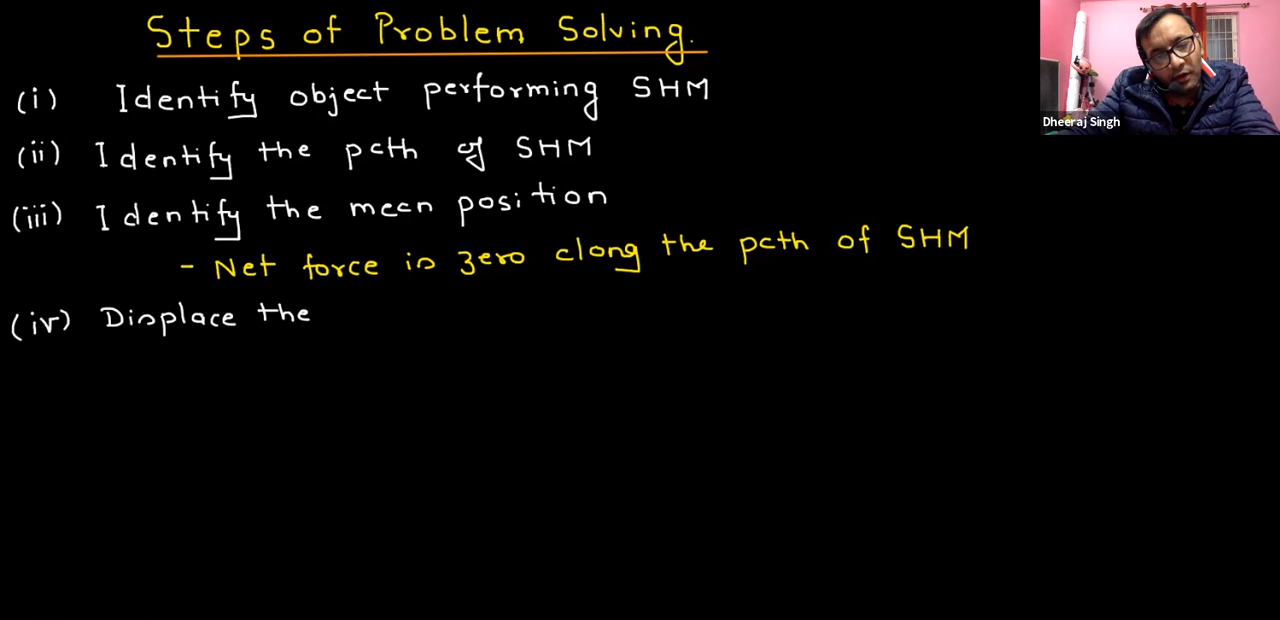 Steps of Problem Solving.
(i) Identify object performing SHM
Dheeraj Singh
(ii) Identify the path of SHM
(iii) Identify the mean position
- Net force is zero along the path of SHM
(iv) Displace the